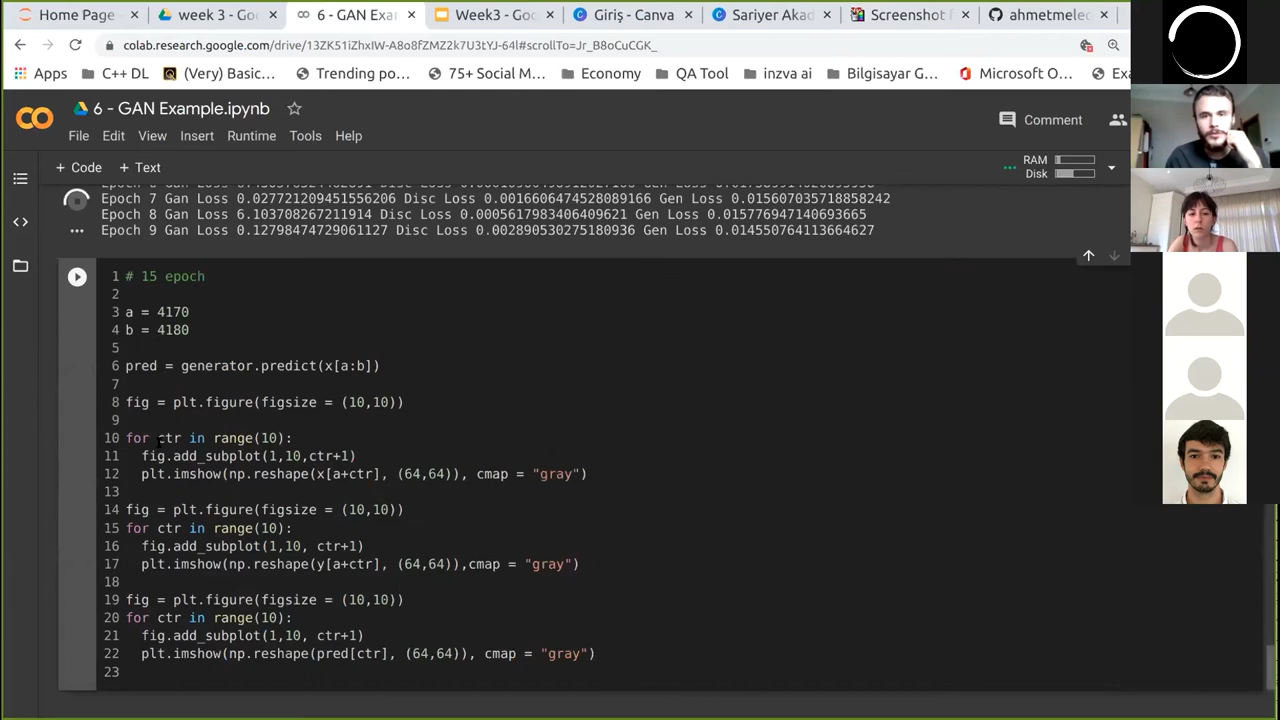 Home Page -
week 3 - Goo
6 - GAN Exam
Week3 - Goo
Giriş - Canva
Sariyer Akad
Screenshot f
ahmetmelec
colab.research.google.com/drive/13ZK51iZhxIW-A8o8fZMZ2k7U3tYJ-64l#scrollTo=Jr_B8oCuCGK_
Apps
C++ DL
(Very) Basic...
Trending po...
75+ Social M...
Economy
QA Tool
inzva ai
Bilgisayar G...
Microsoft O...
Exa
6 - GAN Example.ipynb
Comment
File Edit View Insert Runtime Tools Help
+ Code + Text
RAM
Disk
Epoch 7 Gan Loss 0.027721209451556206 Disc Loss 0.0016606474528089166 Gen Loss 0.015607035718858242
Epoch 8 Gan Loss 6.103708267211914 Disc Loss 0.0005617983406409621 Gen Loss 0.015776947140693665
Epoch 9 Gan Loss 0.12798474729061127 Disc Loss 0.002890530275180936 Gen Loss 0.014550764113664627
1 # 15 epoch
2
3 a = 4170
4 b = 4180
5
6 pred = generator.predict(x[a:b])
7
8 fig = plt.figure(figsize = (10,10))
9
10 for ctr in range(10):
11 fig.add_subplot(1,10,ctr+1)
12 plt.imshow(np.reshape(x[a+ctr], (64,64)), cmap = "gray")
13
14 fig = plt.figure(figsize = (10,10))
15 for ctr in range(10):
16 fig.add_subplot(1,10, ctr+1)
17 plt.imshow(np.reshape(y[a+ctr], (64,64)),cmap = "gray")
18
19 fig = plt.figure(figsize = (10,10))
20 for ctr in range(10):
21 fig.add_subplot(1,10, ctr+1)
22 plt.imshow(np.reshape(pred[ctr], (64,64)), cmap = "gray")
23